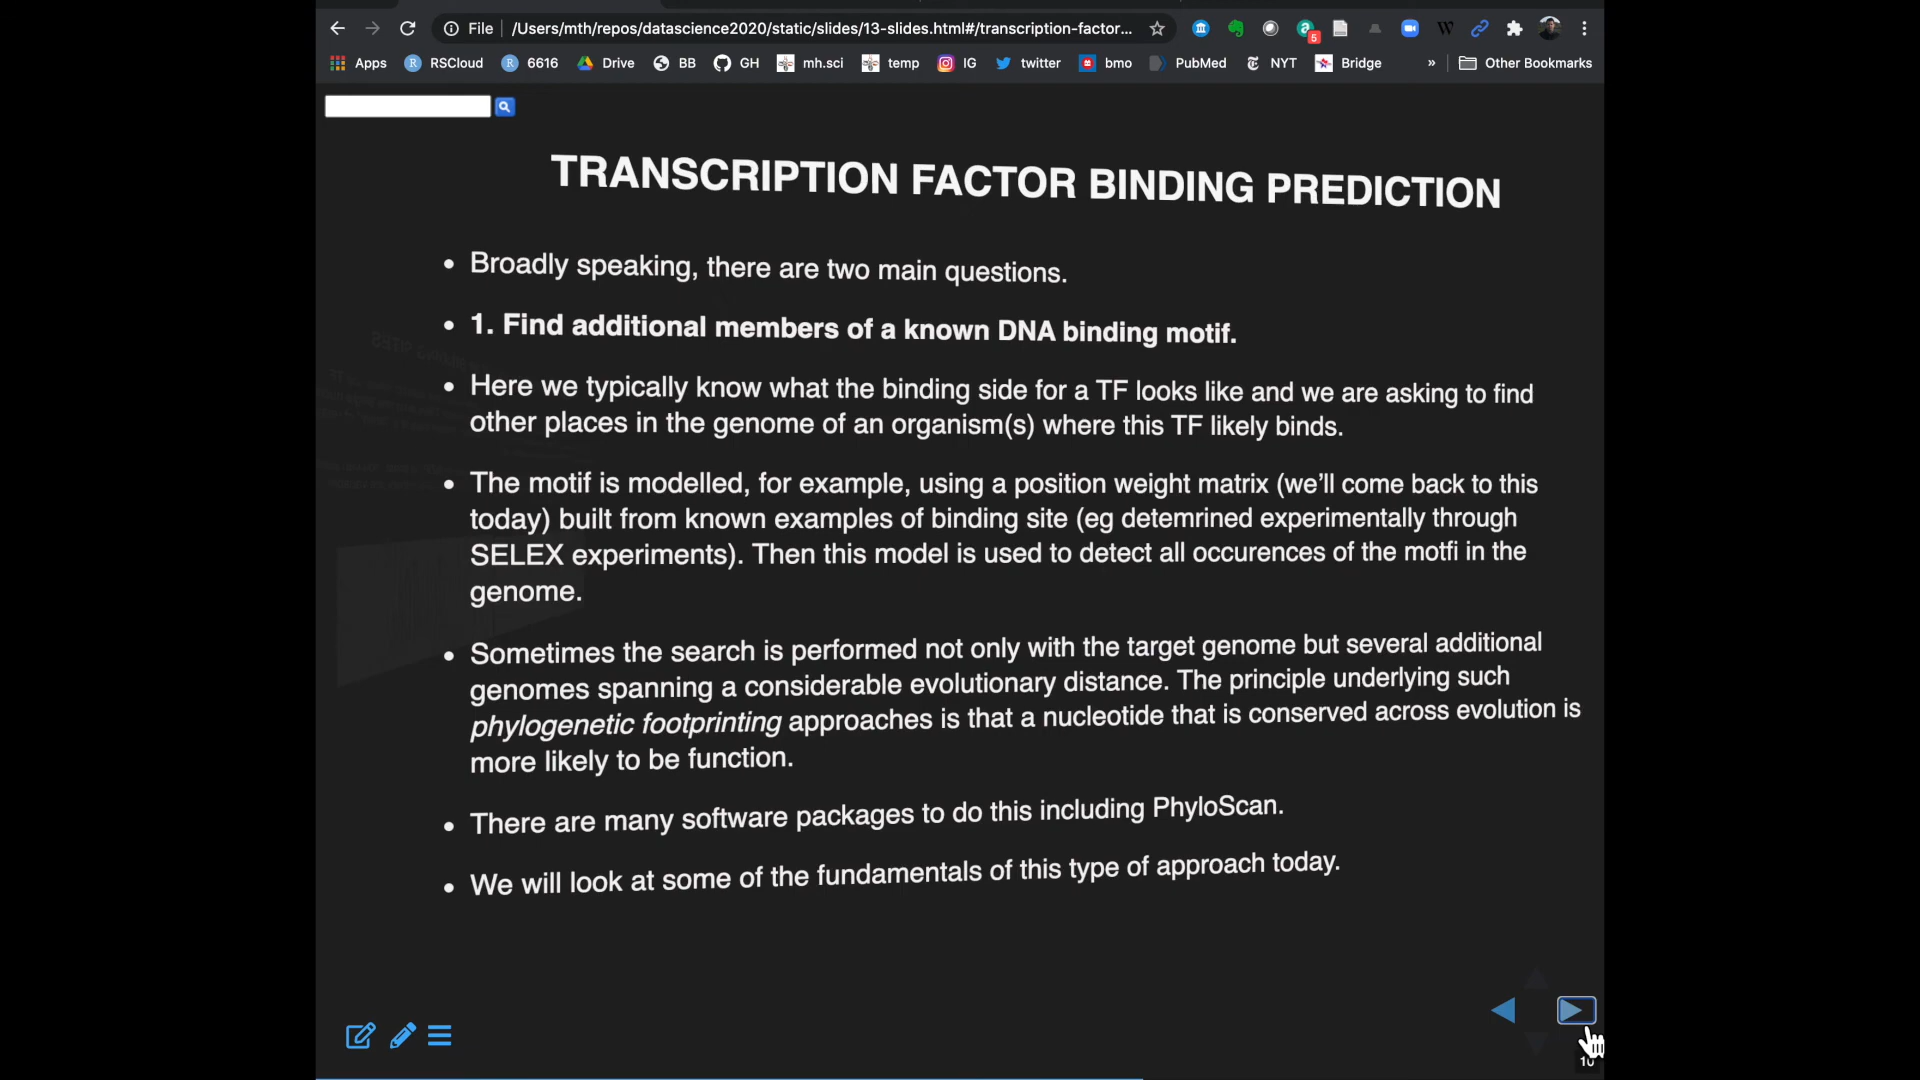 File /Users/mth/repos/datascience2020/static/slides/13-slides.html#/transcription-factor...
5
W
Apps RSCloud 6616 Drive BB GH mh.sci temp IG twitter bmo PubMed NYT Bridge » Other Bookmarks
TRANSCRIPTION FACTOR BINDING PREDICTION
• Broadly speaking, there are two main questions.
• 1. Find additional members of a known DNA binding motif.
• Here we typically know what the binding side for a TF looks like and we are asking to find
other places in the genome of an organism(s) where this TF likely binds.
• The motif is modelled, for example, using a position weight matrix (we’ll come back to this
today) built from known examples of binding site (eg detemrined experimentally through
SELEX experiments). Then this model is used to detect all occurences of the motfi in the
genome.
• Sometimes the search is performed not only with the target genome but several additional
genomes spanning a considerable evolutionary distance. The principle underlying such
phylogenetic footprinting approaches is that a nucleotide that is conserved across evolution is
more likely to be function.
• There are many software packages to do this including PhyloScan.
• We will look at some of the fundamentals of this type of approach today.